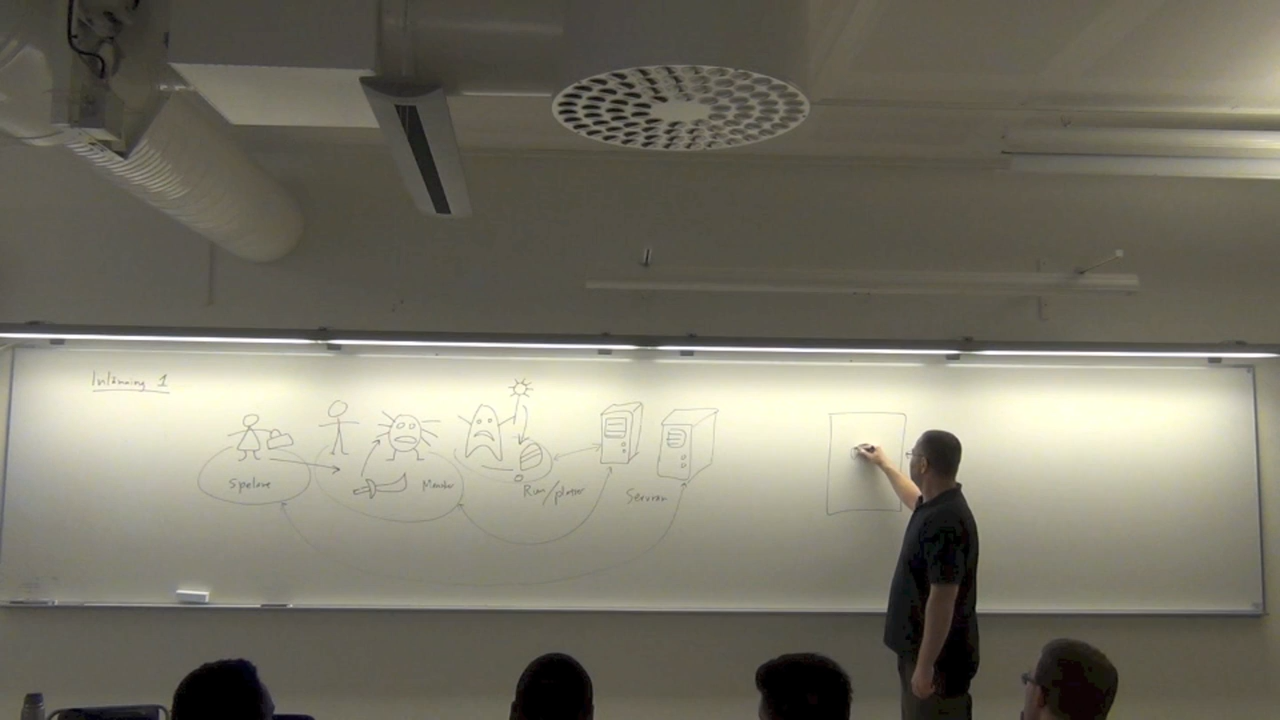 Inlämning 1
Spelare
Monster
Rum/platser
Servrar